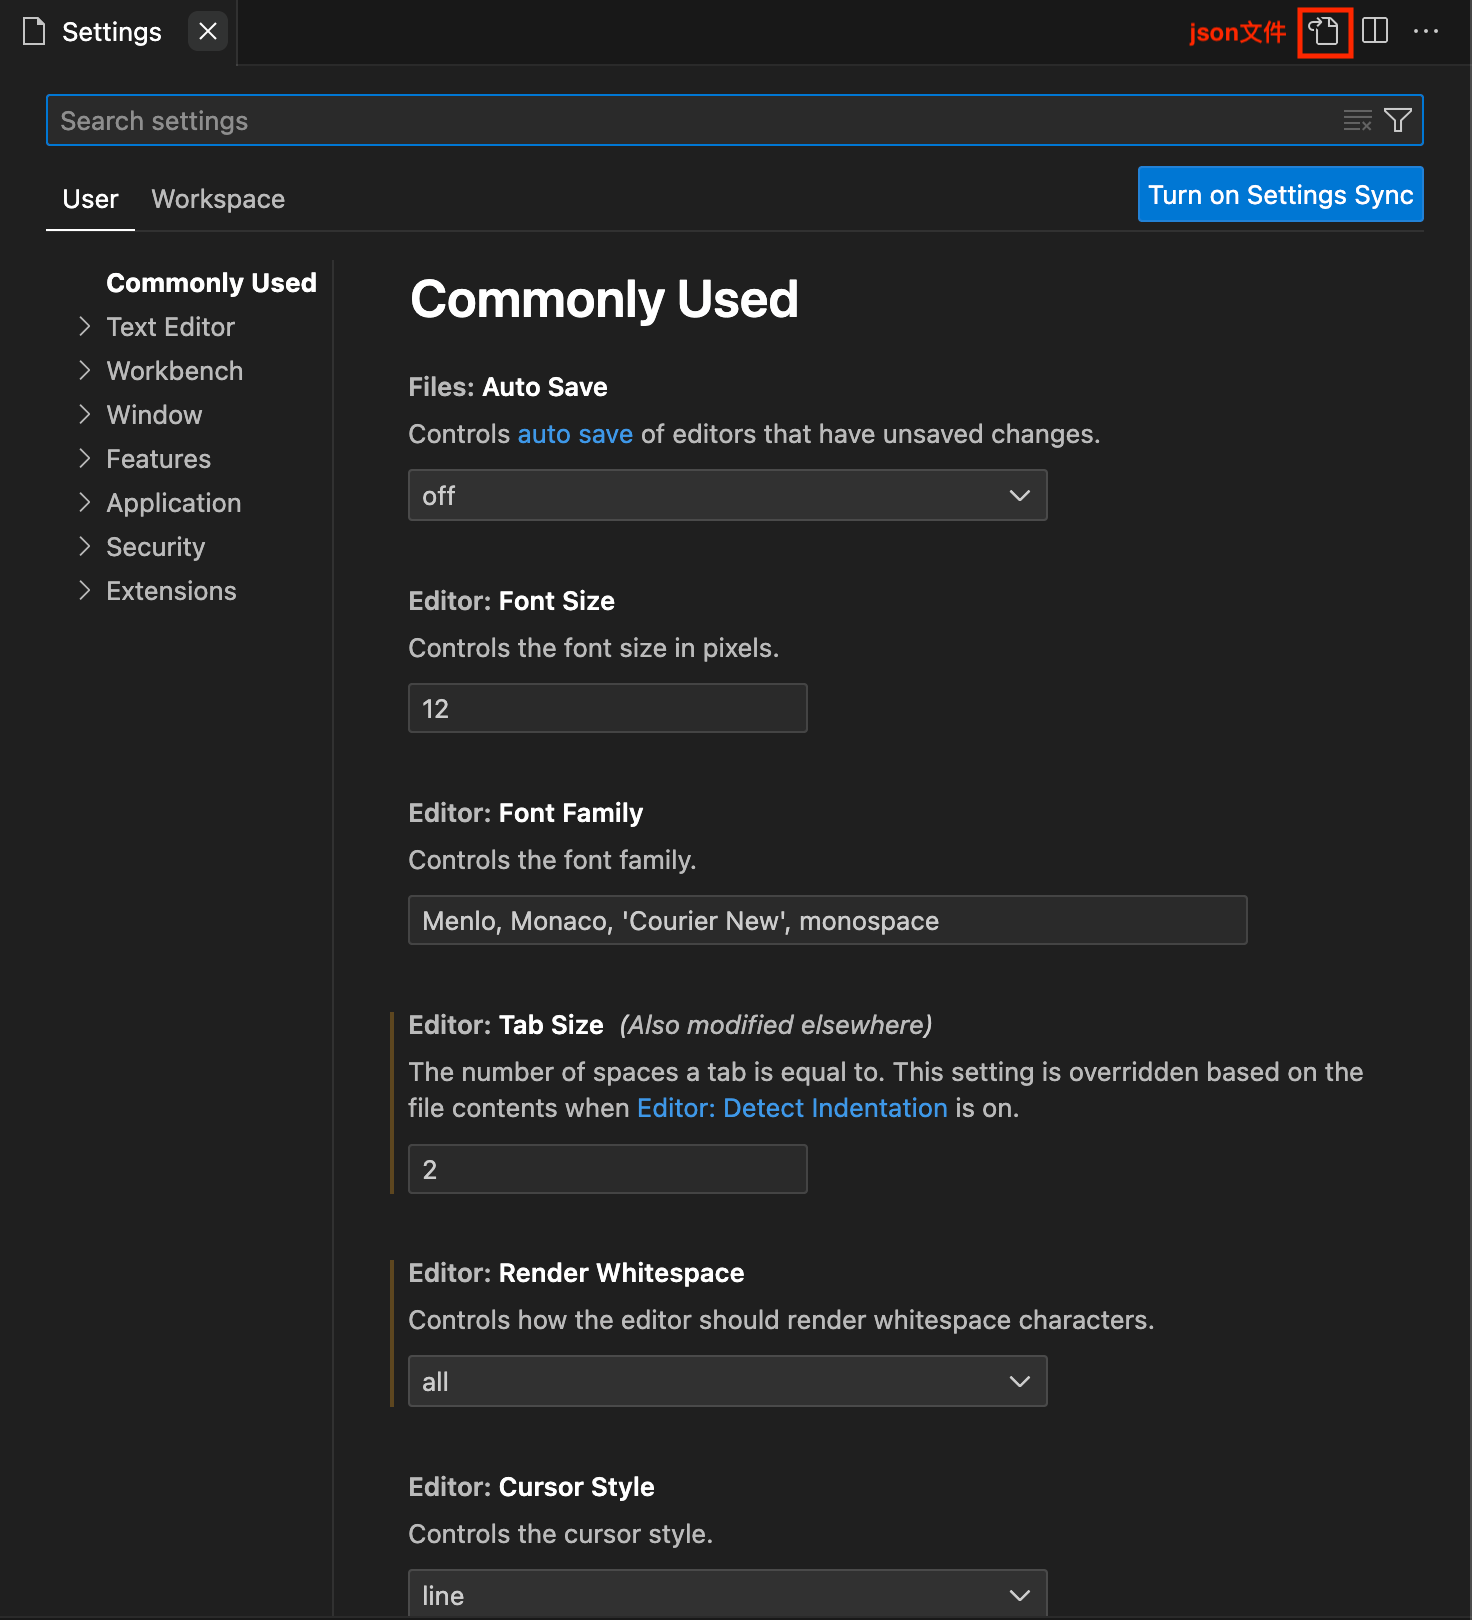 Settings
json文件
Search settings
User Workspace
Turn on Settings Sync
Commonly Used
Text Editor
Workbench
Window
Features
Application
Security
Extensions
Commonly Used
Files: Auto Save
Controls auto save of editors that have unsaved changes.
off
Editor: Font Size
Controls the font size in pixels.
12
Editor: Font Family
Controls the font family.
Menlo, Monaco, 'Courier New', monospace
Editor: Tab Size (Also modified elsewhere)
The number of spaces a tab is equal to. This setting is overridden based on the
file contents when Editor: Detect Indentation is on.
2
Editor: Render Whitespace
Controls how the editor should render whitespace characters.
all
Editor: Cursor Style
Controls the cursor style.
line